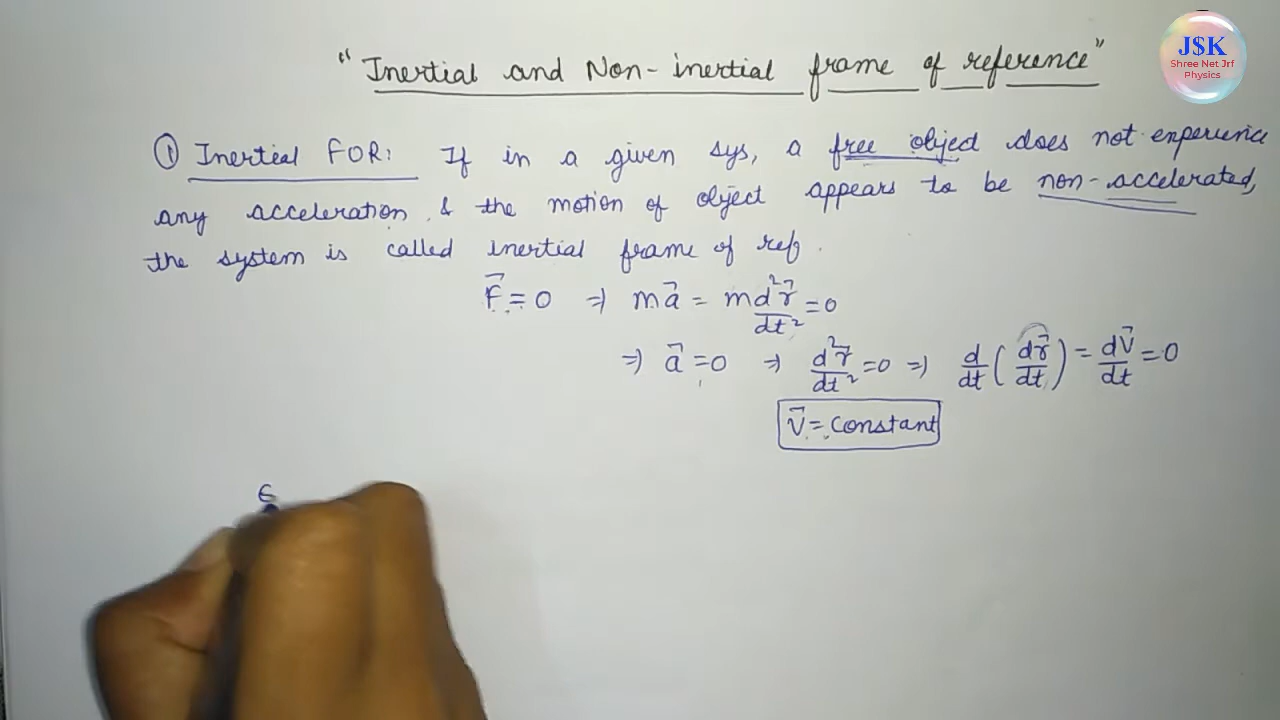 "Inertial and Non-inertial frame of reference"
JSK
Shree Net Jrf
Physics
① Inertial FOR: If in a given sys, a free object does not experience
any acceleration & the motion of object appears to be non-accelerated,
the system is called inertial frame of ref.
F⃗ = 0 ⇒ ma⃗ = m d²r⃗/dt² = 0
⇒ a⃗ = 0 ⇒ d²r⃗/dt² = 0 ⇒ d/dt (dr⃗/dt) = dv⃗/dt = 0
v⃗ = Constant